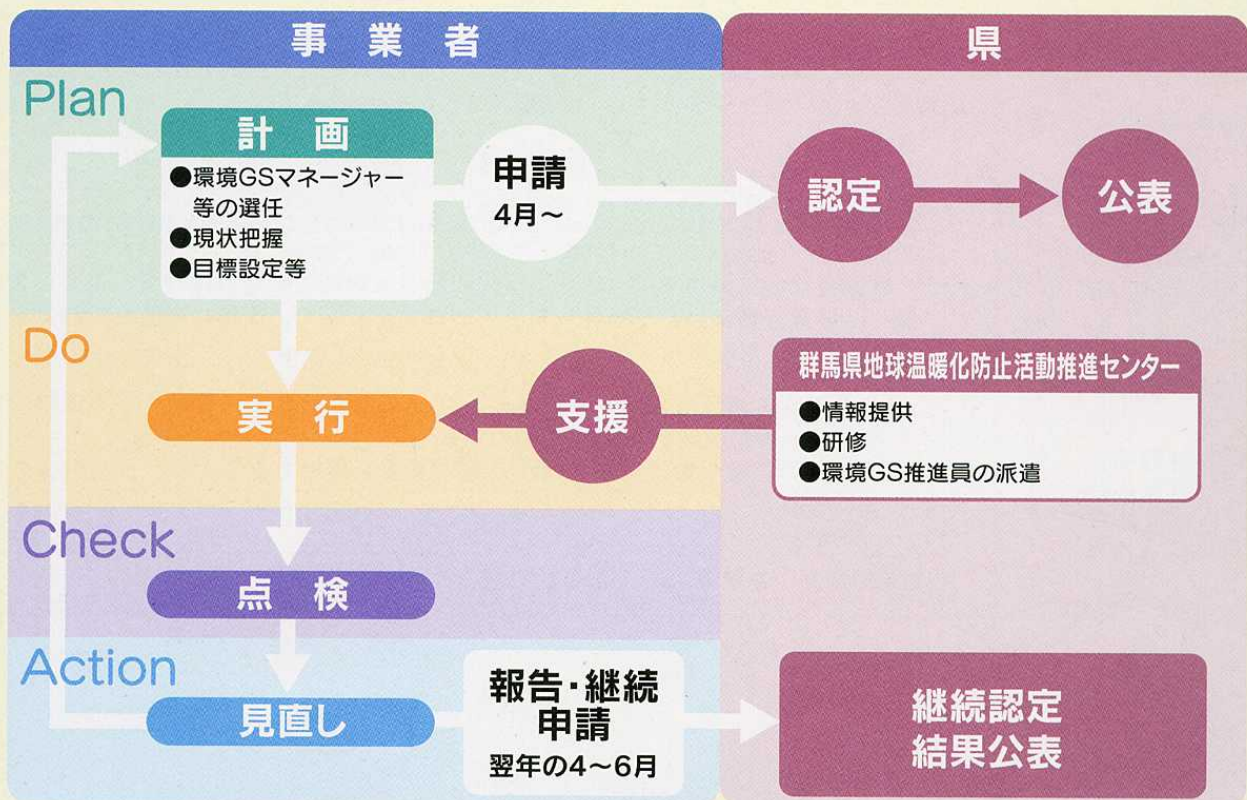 事業者
県
Plan
計画
●環境GSマネージャー
等の選任
●現状把握
●目標設定等
申請
4月〜
認定
公表
Do
実行
支援
群馬県地球温暖化防止活動推進センター
●情報提供
●研修
●環境GS推進員の派遣
Check
点検
Action
見直し
報告・継続
申請
翌年の4〜6月
継続認定
結果公表